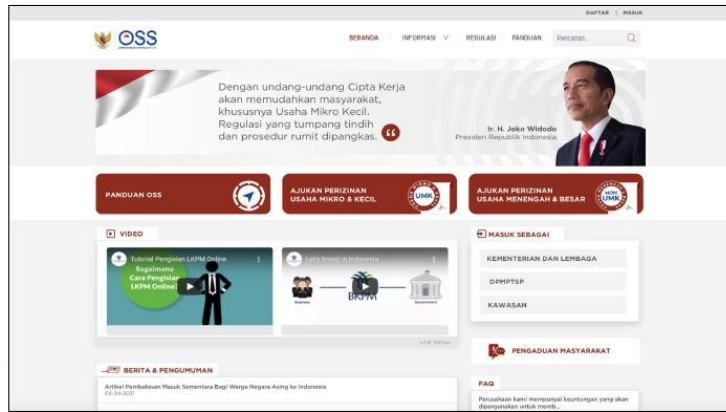 DAFTAR | MASUK
OSS
BERANDA
INFORMASI
REGULASI
PANDUAN
Pencarian..
Dengan undang-undang Cipta Kerja
akan memudahkan masyarakat,
khususnya Usaha Mikro Kecil.
Regulasi yang tumpang tindih
dan prosedur rumit dipangkas.
Ir. H. Joko Widodo
Presiden Republik Indonesia
PANDUAN OSS
AJUKAN PERIZINAN
USAHA MIKRO & KECIL
UMK
AJUKAN PERIZINAN
USAHA MENENGAH & BESAR
NON
UMK
VIDEO
Tutorial Pengisian LKPM Online
Bagaimana
Cara Pengisian
LKPM Online?
Let's Invest in Indonesia
BKPM
Government
Lihat Semua
MASUK SEBAGAI
KEMENTERIAN DAN LEMBAGA
DPMPTSP
KAWASAN
PENGADUAN MASYARAKAT
BERITA & PENGUMUMAN
Artikel Pembatasan Masuk Sementara Bagi Warga Negara Asing ke Indonesia
04-04-2021
FAQ
Perusahaan kami mempunyai keuntungan yang akan
dipergunakan untuk memb...